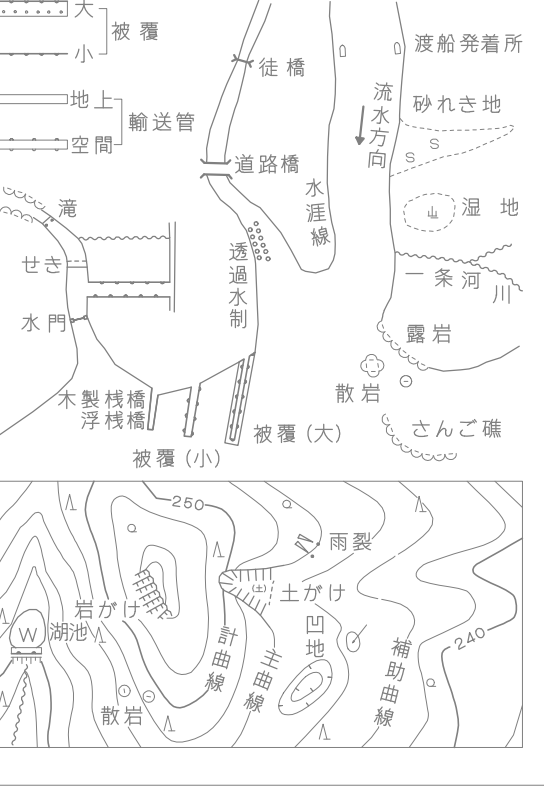 大
被覆
小
地上
輸送管
空間
徒橋
渡船発着所
流水方向
砂れき地
S
S
道路橋
滝
水涯線
湿地
せき
透過水制
一条河川
水門
露岩
散岩
木製桟橋
浮桟橋
被覆(大)
さんご礁
被覆(小)
250
雨裂
岩がけ
土がけ
(土)
凹地
W
湖池
計曲線
主曲線
補助曲線
240
散岩